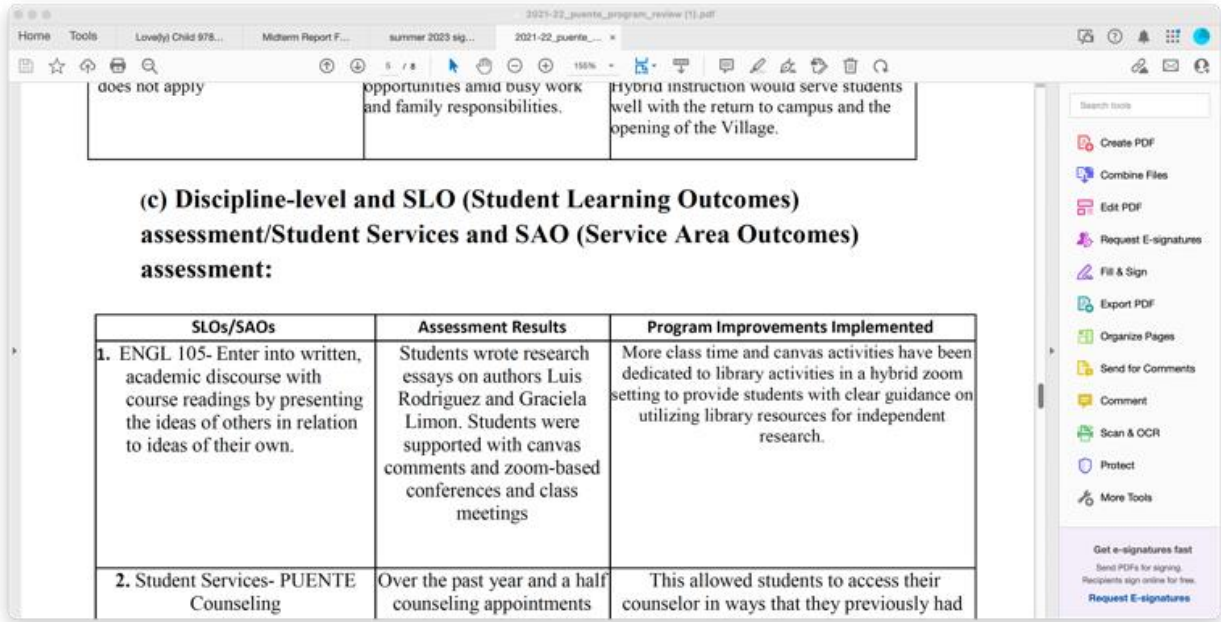 2021-22_puente_program_review (1).pdf
Home Tools Love(ly) Child 978... Midterm Report F... summer 2023 sig... 2021-22_puente_... ×
5 / 8 155%
does not apply
opportunities amid busy work
and family responsibilities.
Hybrid instruction would serve students
well with the return to campus and the
opening of the Village.
(c) Discipline-level and SLO (Student Learning Outcomes)
assessment/Student Services and SAO (Service Area Outcomes)
assessment:
SLOs/SAOs
Assessment Results
Program Improvements Implemented
1. ENGL 105- Enter into written,
academic discourse with
course readings by presenting
the ideas of others in relation
to ideas of their own.
Students wrote research
essays on authors Luis
Rodriguez and Graciela
Limon. Students were
supported with canvas
comments and zoom-based
conferences and class
meetings
More class time and canvas activities have been
dedicated to library activities in a hybrid zoom
setting to provide students with clear guidance on
utilizing library resources for independent
research.
2. Student Services- PUENTE
Counseling
Over the past year and a half
counseling appointments
This allowed students to access their
counselor in ways that they previously had
Search tools
Create PDF
Combine Files
Edit PDF
Request E-signatures
Fill & Sign
Export PDF
Organize Pages
Send for Comments
Comment
Scan & OCR
Protect
More Tools
Get e-signatures fast
Send PDFs for signing.
Recipients sign online for free.
Request E-signatures